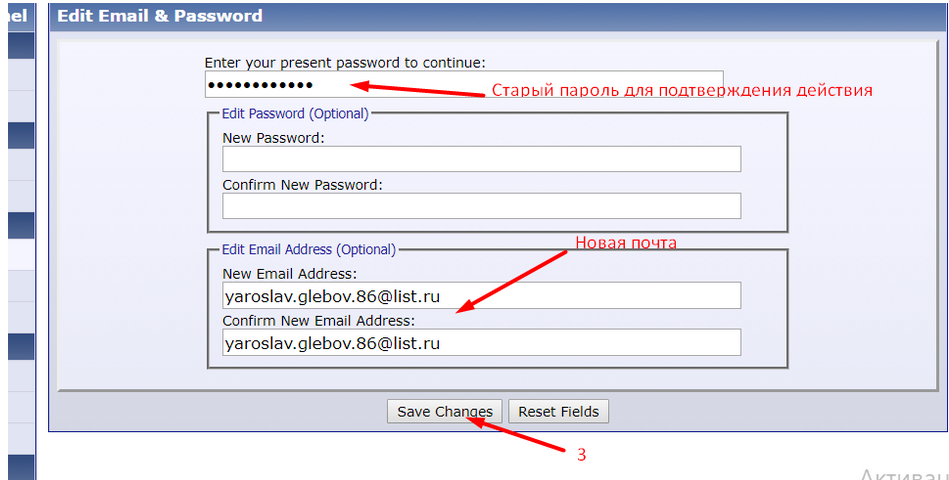 nel
Edit Email & Password
Enter your present password to continue:
••••••••••••
Старый пароль для подтверждения действия
Edit Password (Optional)
New Password:
Confirm New Password:
Новая почта
Edit Email Address (Optional)
New Email Address:
yaroslav.glebov.86@list.ru
Confirm New Email Address:
yaroslav.glebov.86@list.ru
Save Changes
Reset Fields
3
Активац